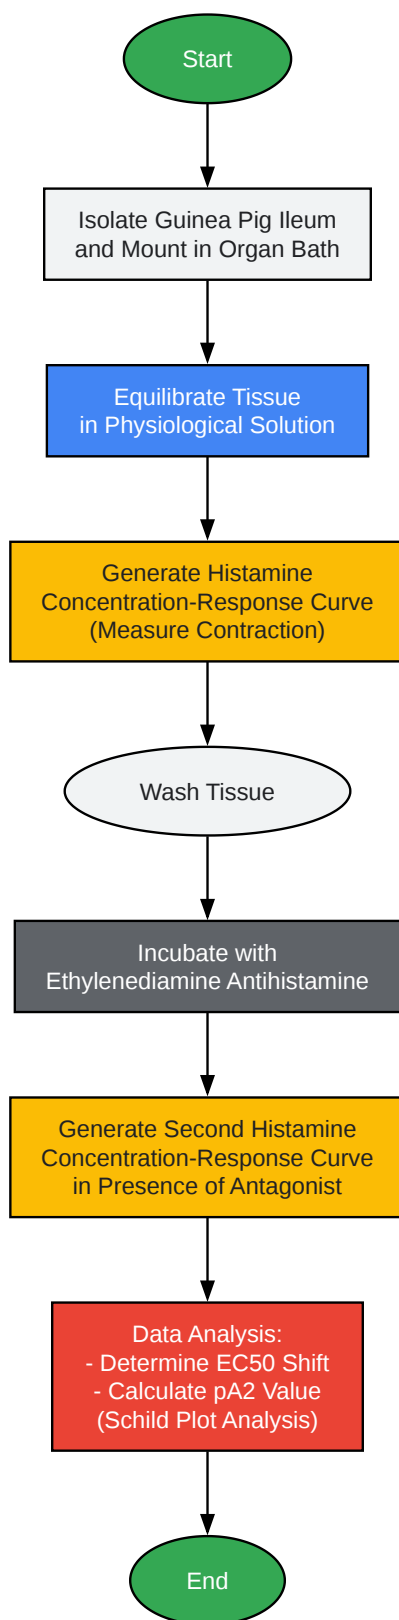 Start
Isolate Guinea Pig Ileum
and Mount in Organ Bath
Equilibrate Tissue
in Physiological Solution
Generate Histamine
Concentration-Response Curve
(Measure Contraction)
Wash Tissue
Incubate with
Ethylenediamine Antihistamine
Generate Second Histamine
Concentration-Response Curve
in Presence of Antagonist
Data Analysis:
- Determine EC50 Shift
- Calculate pA2 Value
(Schild Plot Analysis)
End